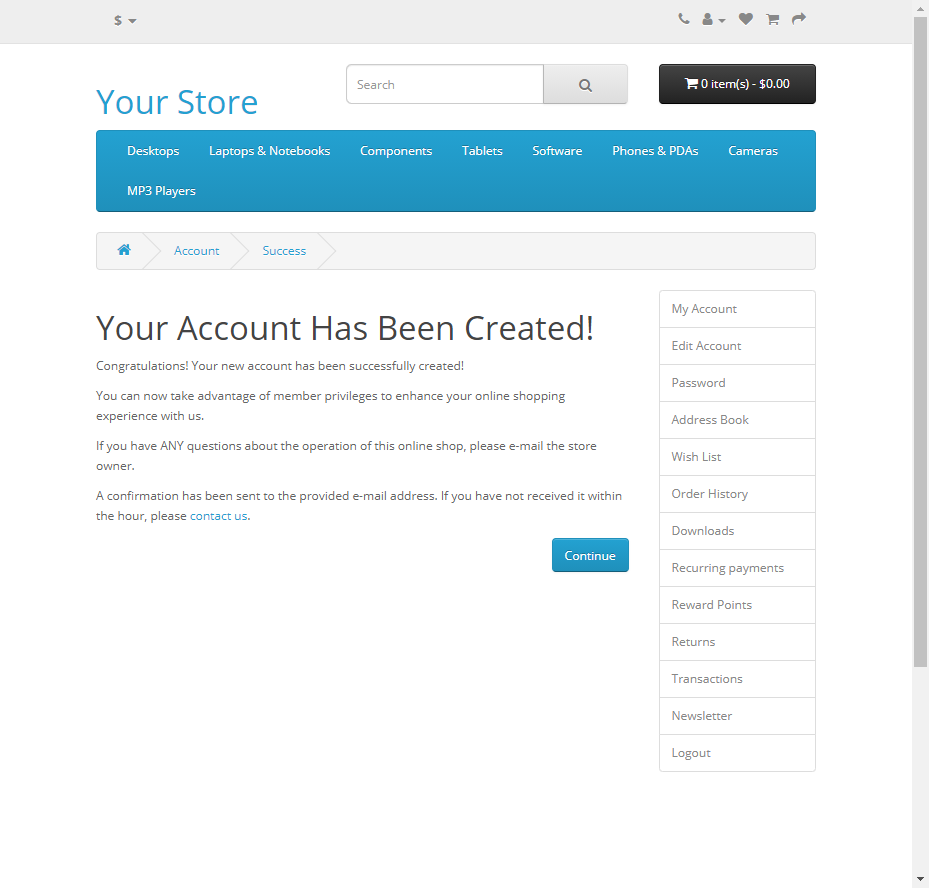 $
Your Store
Search
0 item(s) - $0.00
Desktops
Laptops & Notebooks
Components
Tablets
Software
Phones & PDAs
Cameras
MP3 Players
Account
Success
Your Account Has Been Created!
Congratulations! Your new account has been successfully created!
You can now take advantage of member privileges to enhance your online shopping
experience with us.
If you have ANY questions about the operation of this online shop, please e-mail the store
owner.
A confirmation has been sent to the provided e-mail address. If you have not received it within
the hour, please contact us.
Continue
My Account
Edit Account
Password
Address Book
Wish List
Order History
Downloads
Recurring payments
Reward Points
Returns
Transactions
Newsletter
Logout